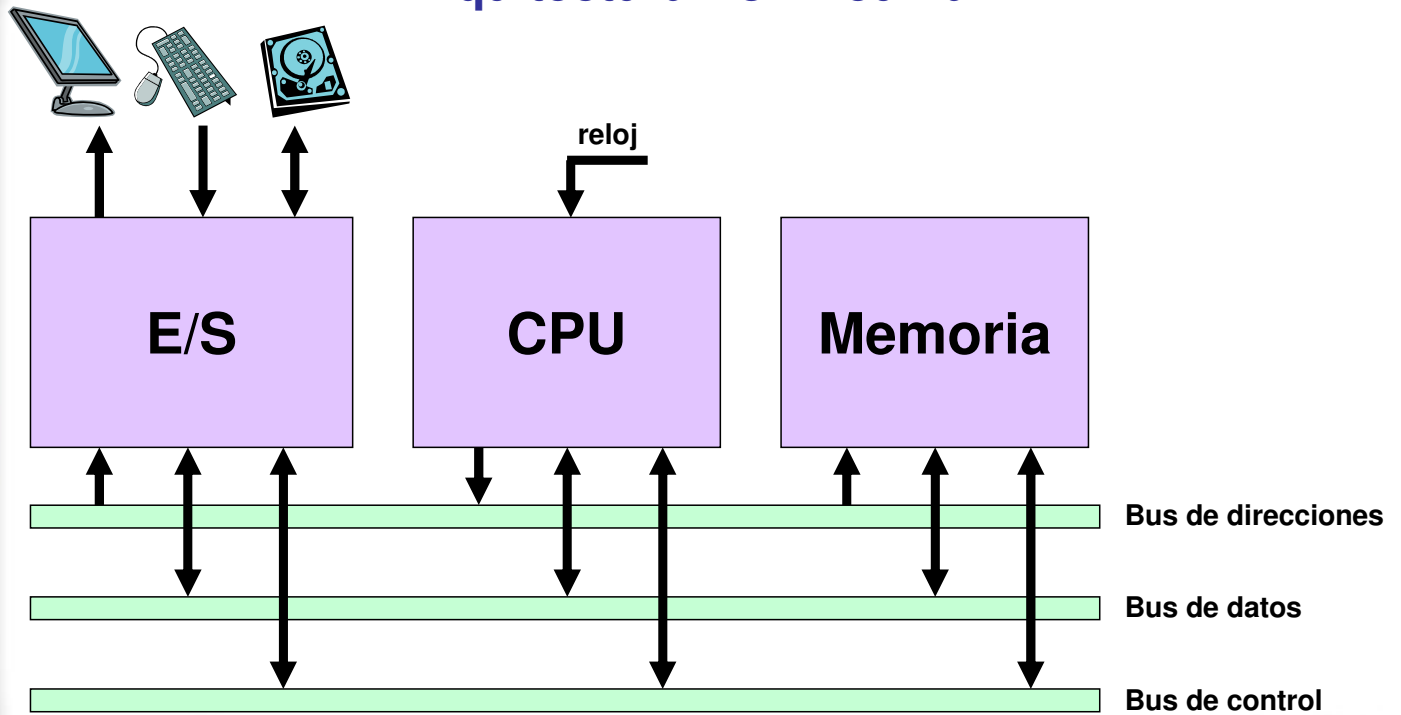 reloj
E/S
CPU
Memoria
Bus de direcciones
Bus de datos
Bus de control